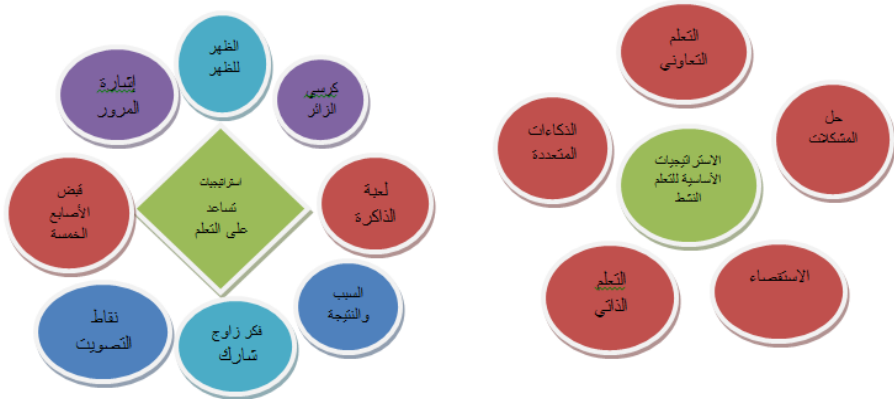 الظهر
للظهر
كرسي
الزائر
لعبة
الذاكرة
السبب
والنتيجة
فكر زاوج
شارك
نقاط
التصويت
قبض
الأصابع
الخمسة
إشارة
المرور
استراتيجيات
تساعد
على التعلم
التعلم
التعاوني
حل
المشكلات
الاستقصاء
التعلم
الذاتي
الذكاءات
المتعددة
الاستراتيجيات
الأساسية للتعلم
النشط